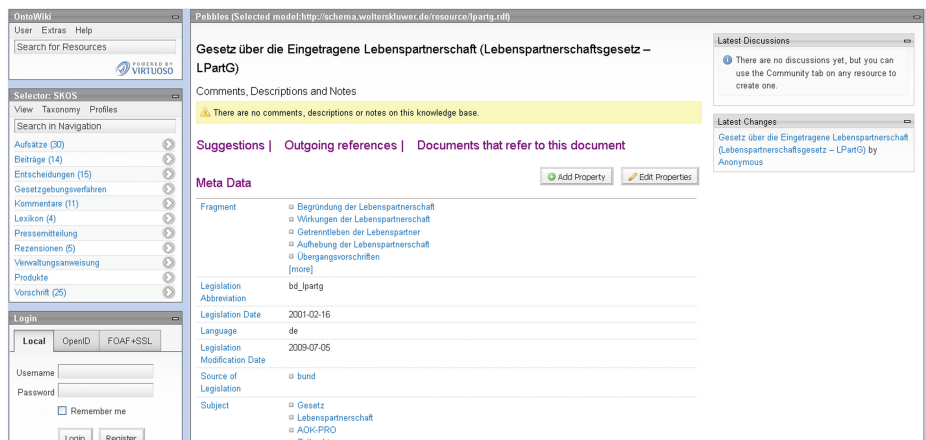 OntoWiki
User Extras Help
Search for Resources
POWERED BY
VIRTUOSO
Selector: SKOS
View Taxonomy Profiles
Search in Navigation
Aufsätze (30)
Beiträge (14)
Entscheidungen (15)
Gesetzgebungsverfahren
Kommentare (11)
Lexikon (4)
Pressemitteilung
Rezensionen (5)
Verwaltungsanweisung
Produkte
Vorschrift (25)
Login
Local OpenID FOAF+SSL
Username
Password
Remember me
Login Register
Pebbles (Selected model:http://schema.wolterskluwer.de/resource/lpartg.rdf)
Gesetz über die Eingetragene Lebenspartnerschaft (Lebenspartnerschaftsgesetz –
LPartG)
Comments, Descriptions and Notes
There are no comments, descriptions or notes on this knowledge base.
Suggestions | Outgoing references | Documents that refer to this document
Meta Data
Add Property Edit Properties
Fragment
Begründung der Lebenspartnerschaft
Wirkungen der Lebenspartnerschaft
Getrenntleben der Lebenspartner
Aufhebung der Lebenspartnerschaft
Übergangsvorschriften
[more]
Legislation bd_lpartg
Abbreviation
Legislation Date 2001-02-16
Language de
Legislation 2009-07-05
Modification Date
Source of bund
Legislation
Subject Gesetz
Lebenspartnerschaft
AOK-PRO
Latest Discussions
There are no discussions yet, but you can
use the Community tab on any resource to
create one.
Latest Changes
Gesetz über die Eingetragene Lebenspartnerschaft
(Lebenspartnerschaftsgesetz – LPartG) by
Anonymous